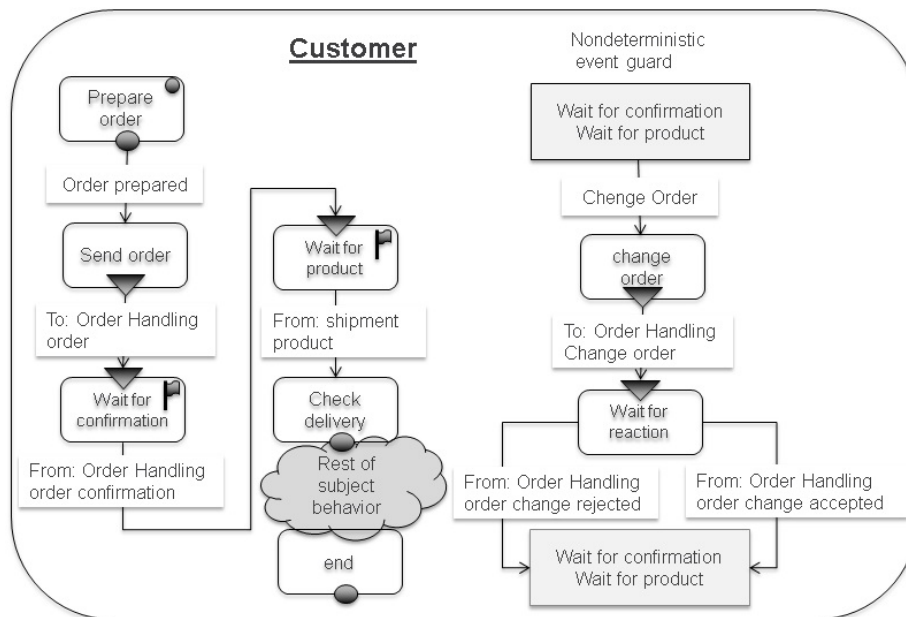 Customer
Prepare
order
Order prepared
Send order
To: Order Handling
order
Wait for
confirmation
From: Order Handling
order confirmation
Wait for
product
From: shipment
product
Check
delivery
Rest of
subject
behavior
end
Nondeterministic
event guard
Wait for confirmation
Wait for product
Chenge Order
change
order
To: Order Handling
Change order
Wait for
reaction
From: Order Handling
order change rejected
From: Order Handling
order change accepted
Wait for confirmation
Wait for product